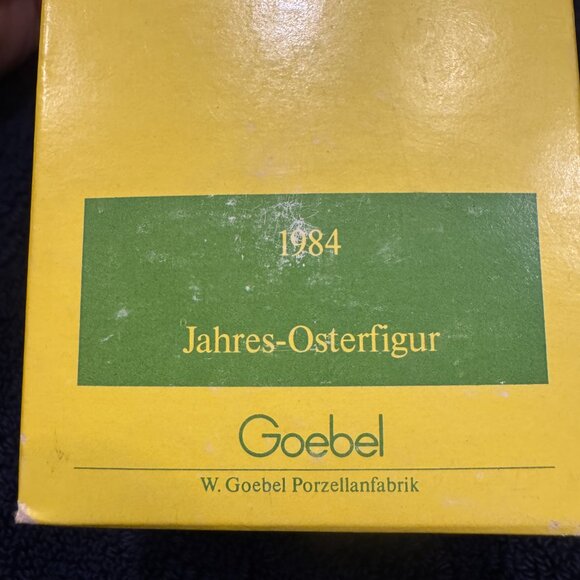 1984
Jahres-Osterfigur
Goebel
W. Goebel Porzellanfabrik